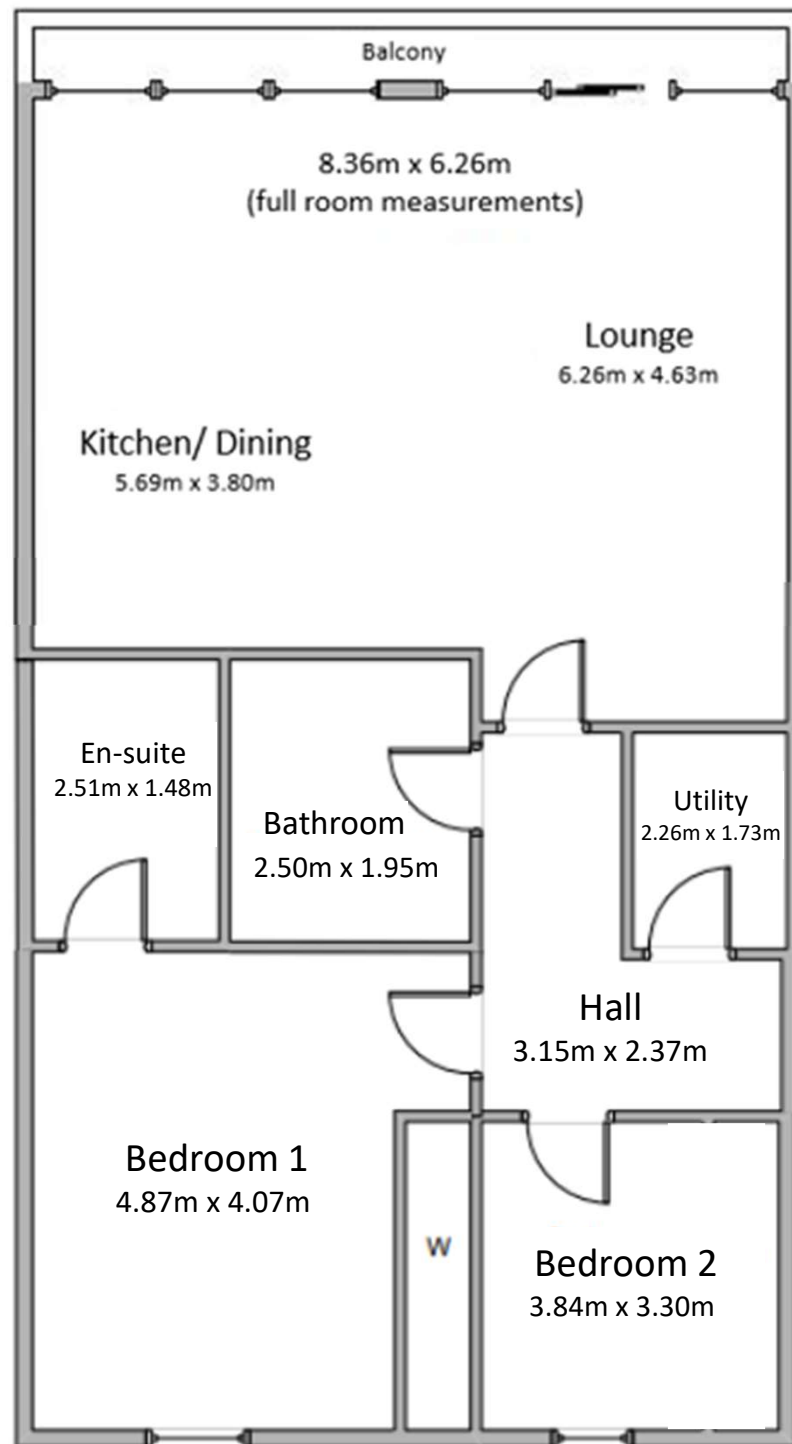 Balcony
8.36m x 6.26m
(full room measurements)
Lounge
6.26m x 4.63m
Kitchen/ Dining
5.69m x 3.80m
En-suite
2.51m x 1.48m
Bathroom
2.50m x 1.95m
Utility
2.26m x 1.73m
Hall
3.15m x 2.37m
Bedroom 1
4.87m x 4.07m
W
Bedroom 2
3.84m x 3.30m